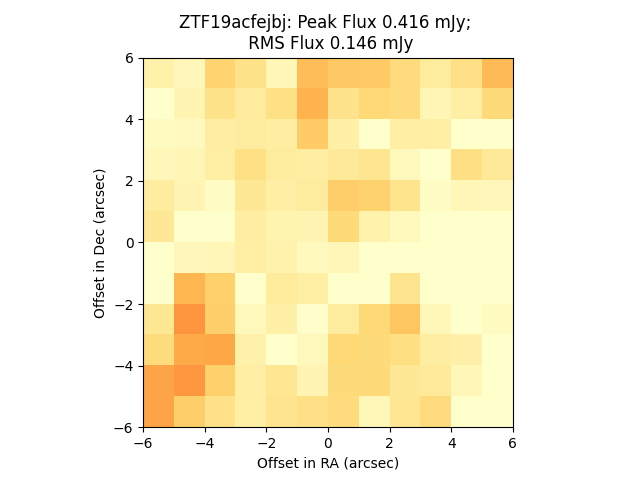 ZTF19acfejbj: Peak Flux 0.416 mJy;
RMS Flux 0.146 mJy
6
4
2
0
−2
−4
−6
Offset in Dec (arcsec)
−6 −4 −2 0 2 4 6
Offset in RA (arcsec)